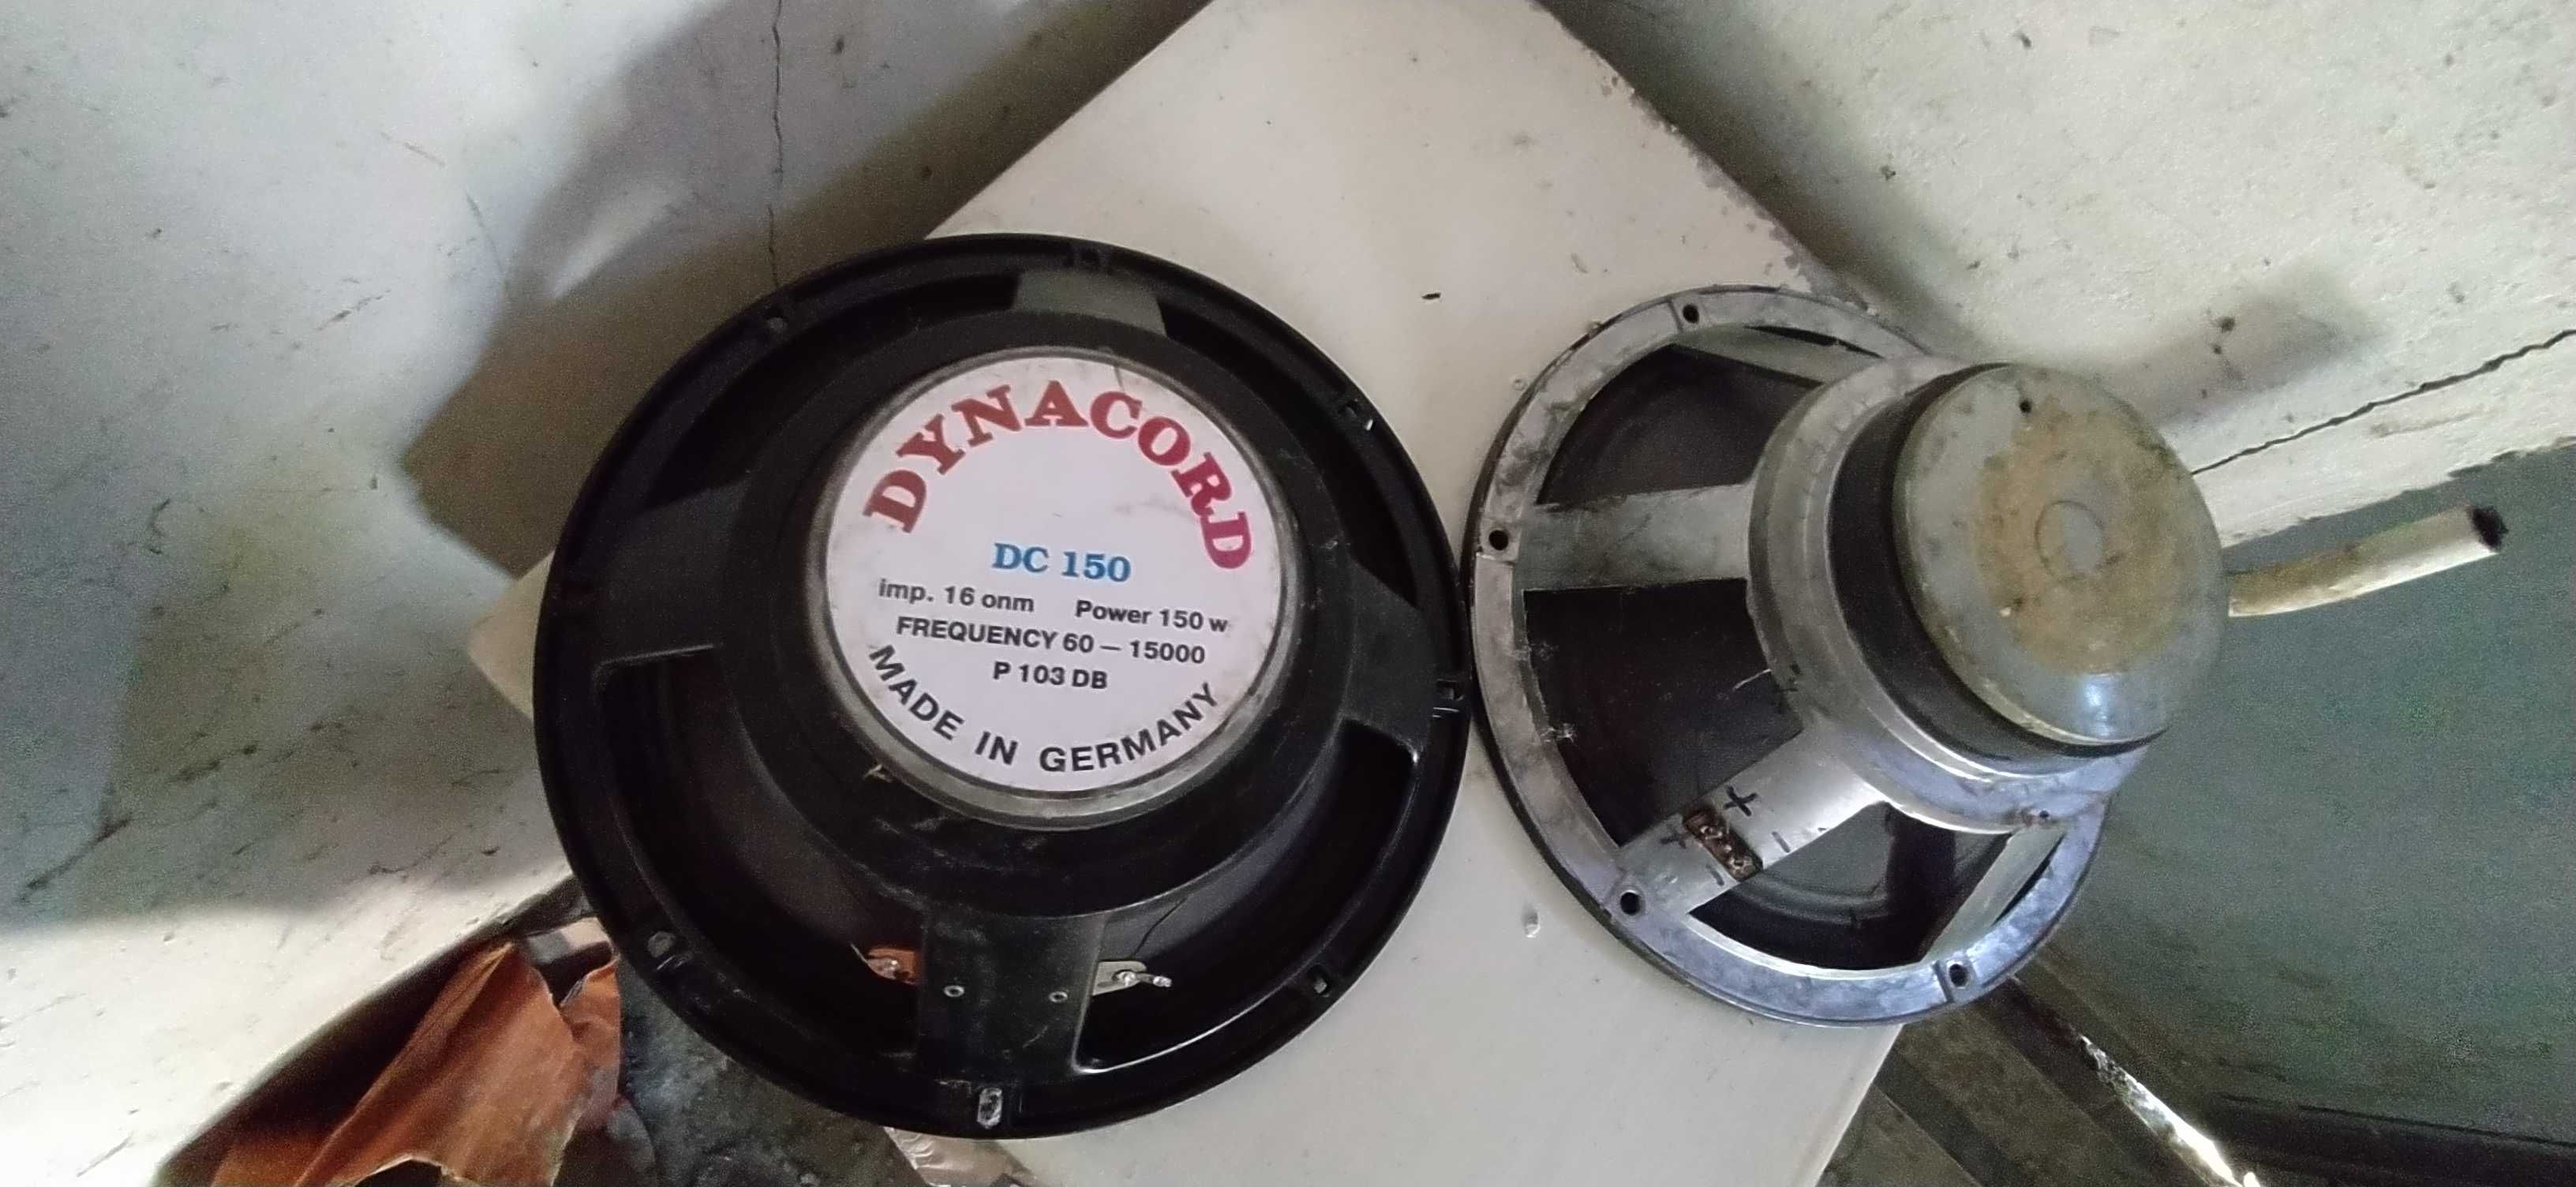 DYNACORD
DC 150
imp. 16 onm Power 150 w
FREQUENCY 60 – 15000
P 103 DB
MADE IN GERMANY
+ -
+ -